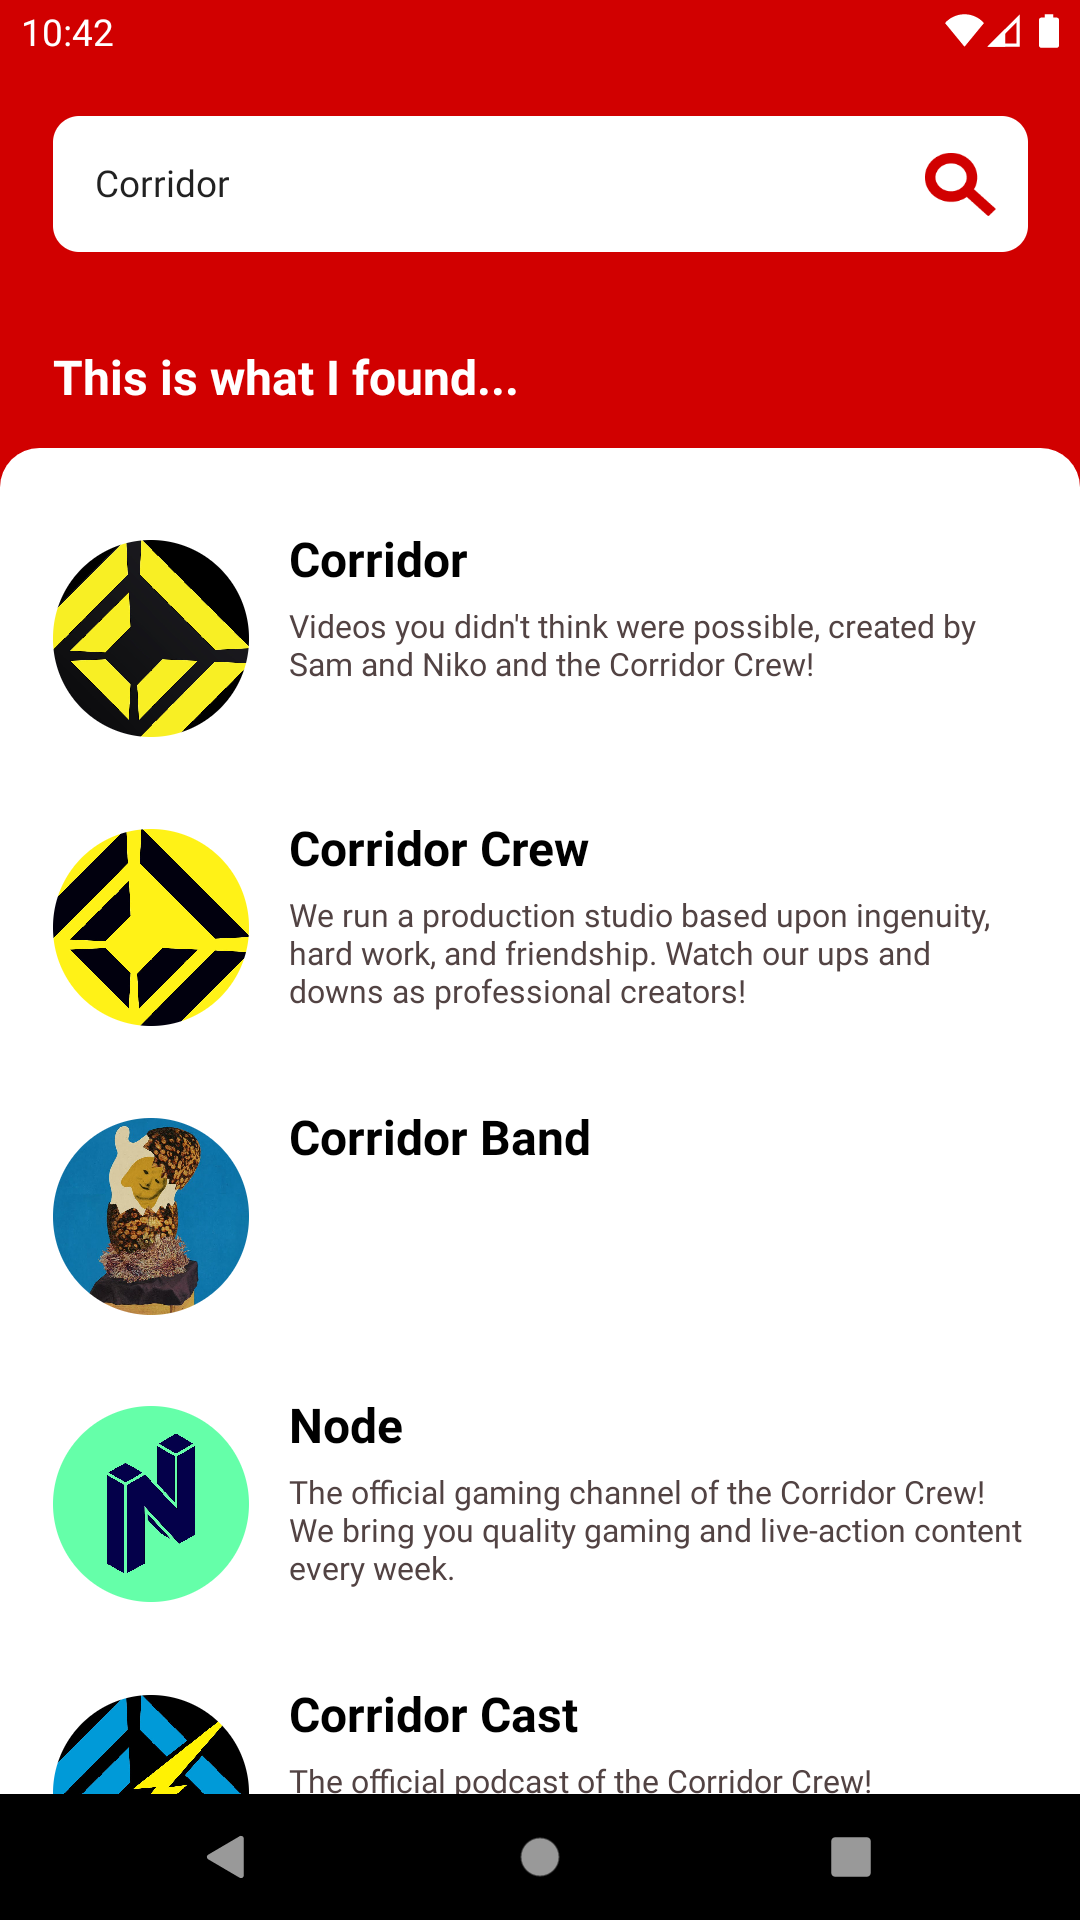 10:42
Corridor
This is what I found...
Corridor
Videos you didn't think were possible, created by
Sam and Niko and the Corridor Crew!
Corridor Crew
We run a production studio based upon ingenuity,
hard work, and friendship. Watch our ups and
downs as professional creators!
Corridor Band
Node
The official gaming channel of the Corridor Crew!
We bring you quality gaming and live-action content
every week.
Corridor Cast
The official podcast of the Corridor Crew!